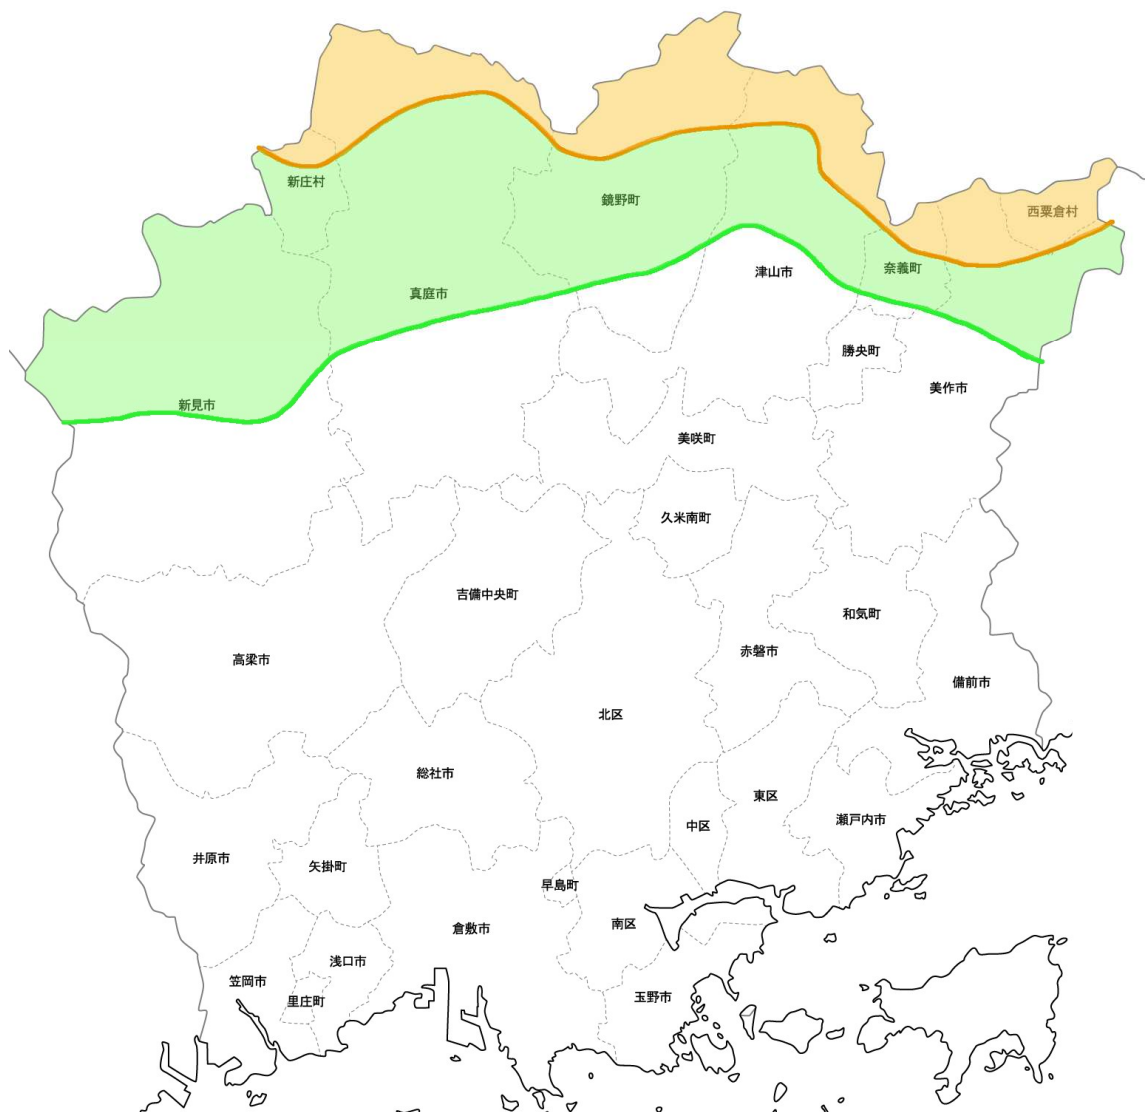 新庄村
鏡野町
西粟倉村
津山市
奈義町
真庭市
勝央町
美作市
新見市
美咲町
久米南町
吉備中央町
和気町
赤磐市
高梁市
備前市
北区
総社市
東区
中区
瀬戸内市
井原市
矢掛町
早島町
南区
倉敷市
浅口市
笠岡市
玉野市
里庄町